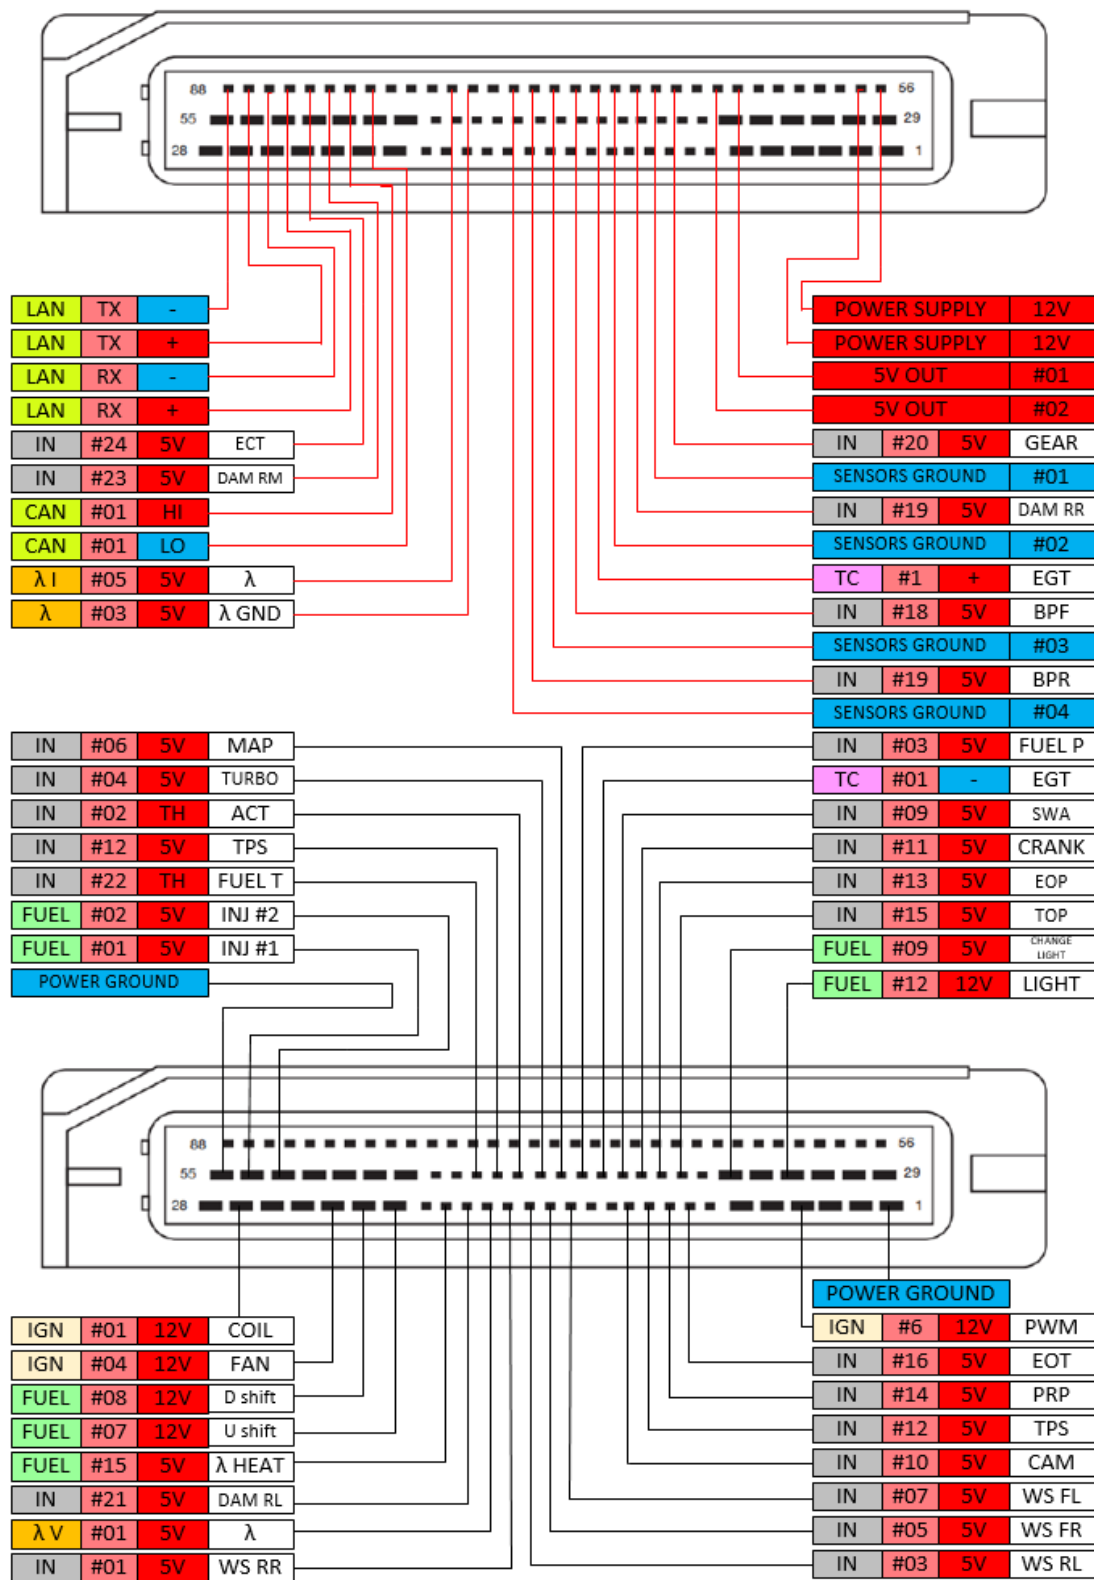 88 56
55 29
28 1
LAN TX - POWER SUPPLY 12V
LAN TX + POWER SUPPLY 12V
LAN RX - 5V OUT #01
LAN RX + 5V OUT #02
IN #24 5V ECT IN #20 5V GEAR
IN #23 5V DAM RM SENSORS GROUND #01
CAN #01 HI IN #19 5V DAM RR
CAN #01 LO SENSORS GROUND #02
λ I #05 5V λ TC #1 + EGT
λ #03 5V λ GND IN #18 5V BPF
SENSORS GROUND #03
IN #19 5V BPR
SENSORS GROUND #04
IN #06 5V MAP IN #03 5V FUEL P
IN #04 5V TURBO TC #01 - EGT
IN #02 TH ACT IN #09 5V SWA
IN #12 5V TPS IN #11 5V CRANK
IN #22 TH FUEL T IN #13 5V EOP
FUEL #02 5V INJ #2 IN #15 5V TOP
FUEL #01 5V INJ #1 FUEL #09 5V CHANGE LIGHT
POWER GROUND FUEL #12 12V LIGHT
88 56
55 29
28 1
POWER GROUND
IGN #01 12V COIL IGN #6 12V PWM
IGN #04 12V FAN IN #16 5V EOT
FUEL #08 12V D shift IN #14 5V PRP
FUEL #07 12V U shift IN #12 5V TPS
FUEL #15 5V λ HEAT IN #10 5V CAM
IN #21 5V DAM RL IN #07 5V WS FL
λ V #01 5V λ IN #05 5V WS FR
IN #01 5V WS RR IN #03 5V WS RL